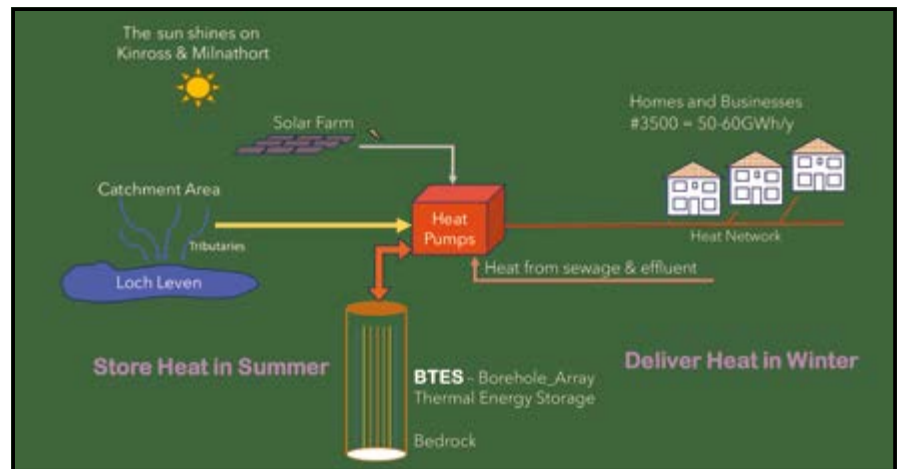 The sun shines on
Kinross & Milnathort
Solar Farm
Homes and Businesses
#3500 = 50-60GWh/y
Catchment Area
Tributaries
Heat
Pumps
Heat Network
Loch Leven
Heat from sewage & effluent
Store Heat in Summer
Deliver Heat in Winter
BTES - Borehole_Array
Thermal Energy Storage
Bedrock